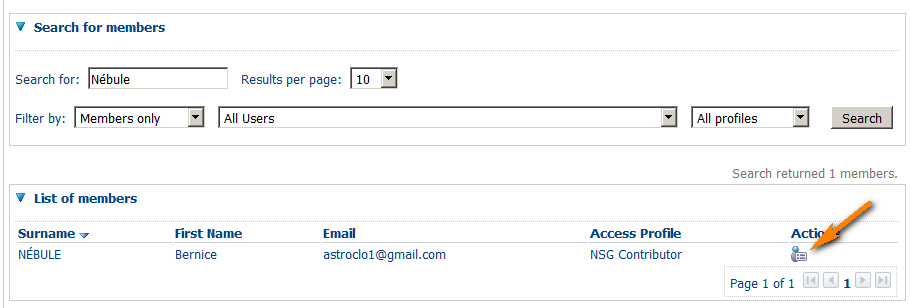 Search for members
Search for: Nébule Results per page: 10
Filter by: Members only All Users All profiles Search
Search returned 1 members.
List of members
Surname First Name Email Access Profile Actions
NÉBULE Bernice astroclo1@gmail.com NSG Contributor
Page 1 of 1 1